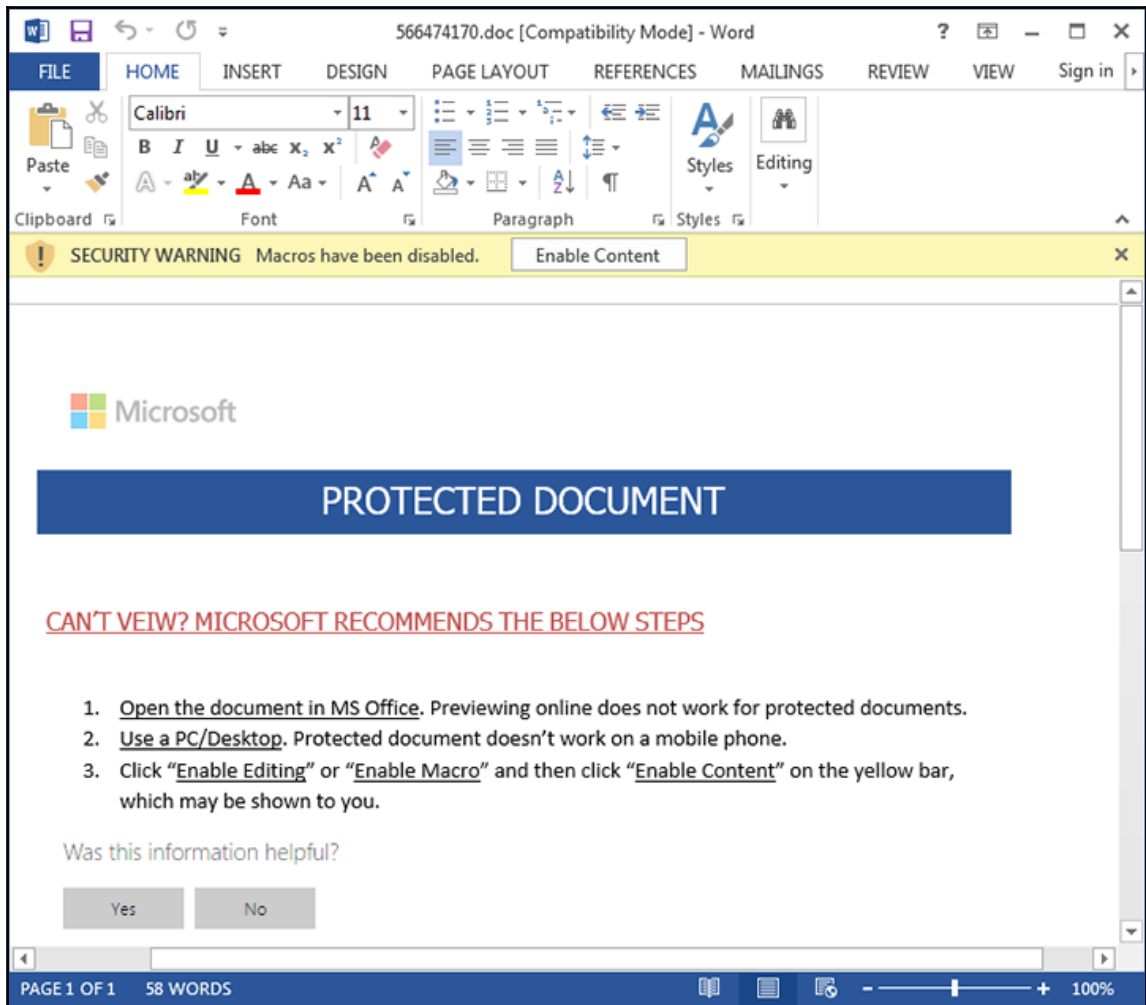 566474170.doc [Compatibility Mode] - Word
?
FILE HOME INSERT DESIGN PAGE LAYOUT REFERENCES MAILINGS REVIEW VIEW Sign in
Calibri 11
Paste
B I U abc X₂ X²
A aby A Aa A A
Styles Editing
Clipboard Font Paragraph Styles
SECURITY WARNING Macros have been disabled. Enable Content
Microsoft
PROTECTED DOCUMENT
CAN'T VEIW? MICROSOFT RECOMMENDS THE BELOW STEPS
1. Open the document in MS Office. Previewing online does not work for protected documents.
2. Use a PC/Desktop. Protected document doesn't work on a mobile phone.
3. Click “Enable Editing” or “Enable Macro” and then click “Enable Content” on the yellow bar,
which may be shown to you.
Was this information helpful?
Yes No
PAGE 1 OF 1 58 WORDS 100%